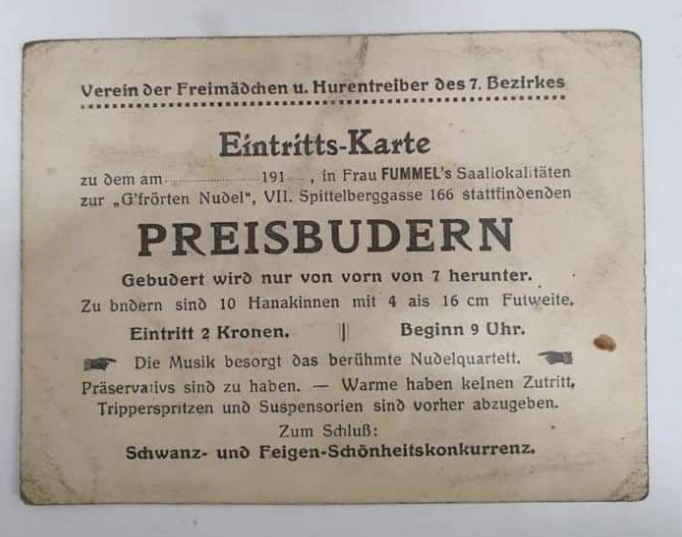 Verein der Freimädchen u. Hurentreiber des 7. Bezirkes
Eintritts-Karte
zu dem am ................ 191...., in Frau FUMMEL's Saallokalitäten
zur „G'frörten Nudel“, VII. Spittelberggasse 166 stattfindenden
PREISBUDERN
Gebudert wird nur von vorn von 7 herunter.
Zu bndern sind 10 Hanakinnen mit 4 ais 16 cm Futweite.
Eintritt 2 Kronen. || Beginn 9 Uhr.
Die Musik besorgt das berühmte Nudelquartett.
Präservativs sind zu haben. — Warme haben keInen Zutritt,
Tripperspritzen und Suspensorien sind vorher abzugeben.
Zum Schluß:
Schwanz- und Feigen-Schönheitskonkurrenz.